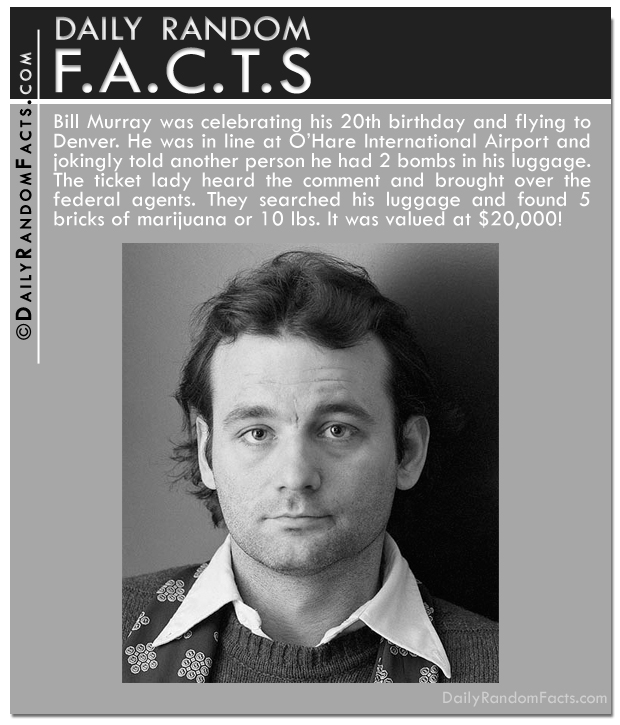 DAILY RANDOM
F.A.C.T.S
©DAILYRANDOMFACTS.COM
Bill Murray was celebrating his 20th birthday and flying to
Denver. He was in line at O'Hare International Airport and
jokingly told another person he had 2 bombs in his luggage.
The ticket lady heard the comment and brought over the
federal agents. They searched his luggage and found 5
bricks of marijuana or 10 lbs. It was valued at $20,000!
DailyRandomFacts.com